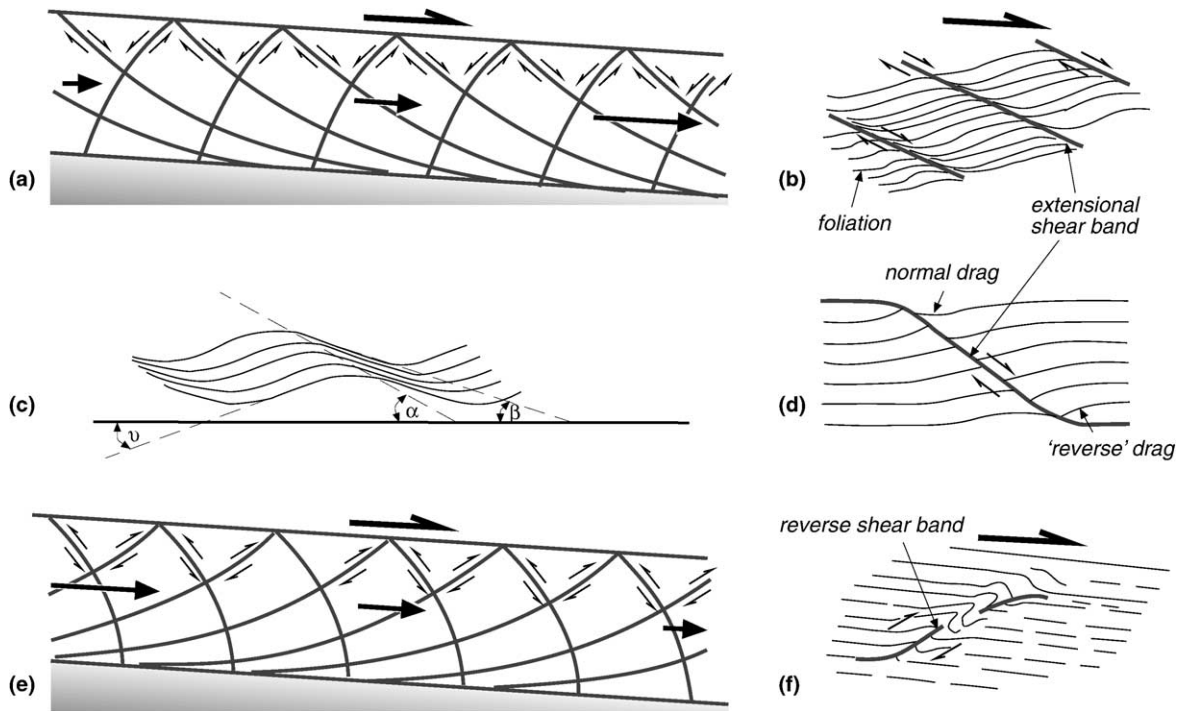 (a)
(b)
foliation
extensional
shear band
normal drag
(c)
υ
α
β
(d)
'reverse' drag
(e)
reverse shear band
(f)